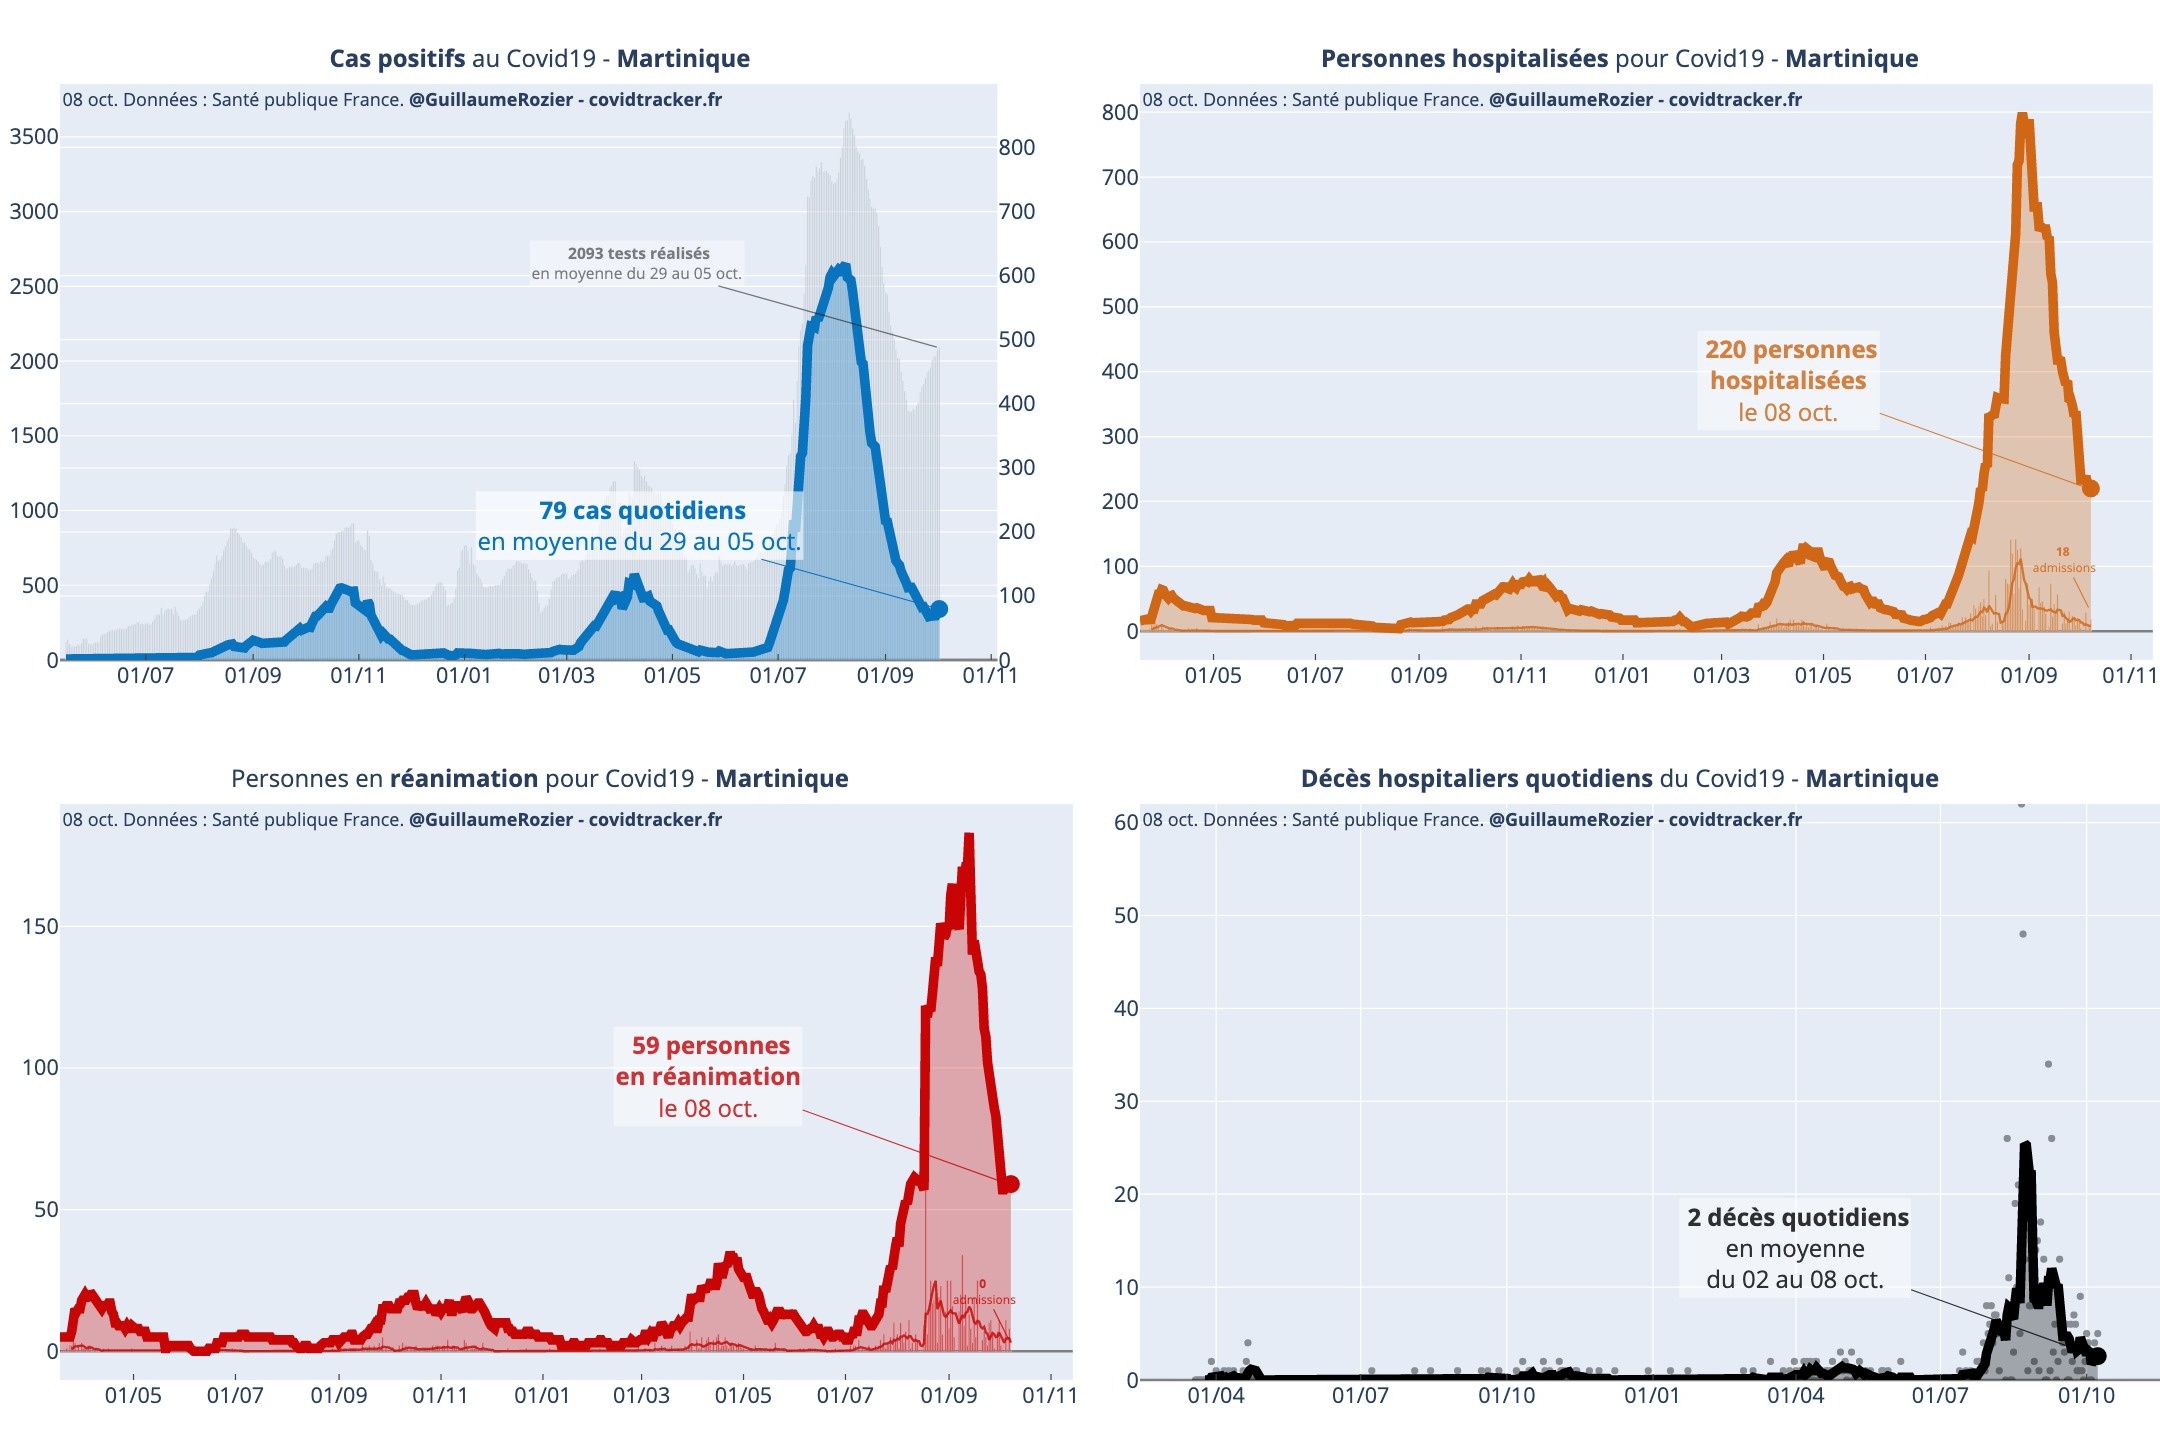 Cas positifs au Covid19 - Martinique
08 oct. Données : Santé publique France. @GuillaumeRozier - covidtracker.fr
3500
3000
2500
2000
1500
1000
500
0
800
700
600
500
400
300
200
100
0
2093 tests réalisés
en moyenne du 29 au 05 oct.
79 cas quotidiens
en moyenne du 29 au 05 oct.
01/07 01/09 01/11 01/01 01/03 01/05 01/07 01/09 01/11
Personnes hospitalisées pour Covid19 - Martinique
08 oct. Données : Santé publique France. @GuillaumeRozier - covidtracker.fr
800
700
600
500
400
300
200
100
0
220 personnes
hospitalisées
le 08 oct.
18
admissions
01/05 01/07 01/09 01/11 01/01 01/03 01/05 01/07 01/09 01/11
Personnes en réanimation pour Covid19 - Martinique
08 oct. Données : Santé publique France. @GuillaumeRozier - covidtracker.fr
150
100
50
0
59 personnes
en réanimation
le 08 oct.
0
admissions
01/05 01/07 01/09 01/11 01/01 01/03 01/05 01/07 01/09 01/11
Décès hospitaliers quotidiens du Covid19 - Martinique
08 oct. Données : Santé publique France. @GuillaumeRozier - covidtracker.fr
60
50
40
30
20
10
0
2 décès quotidiens
en moyenne
du 02 au 08 oct.
01/04 01/07 01/10 01/01 01/04 01/07 01/10